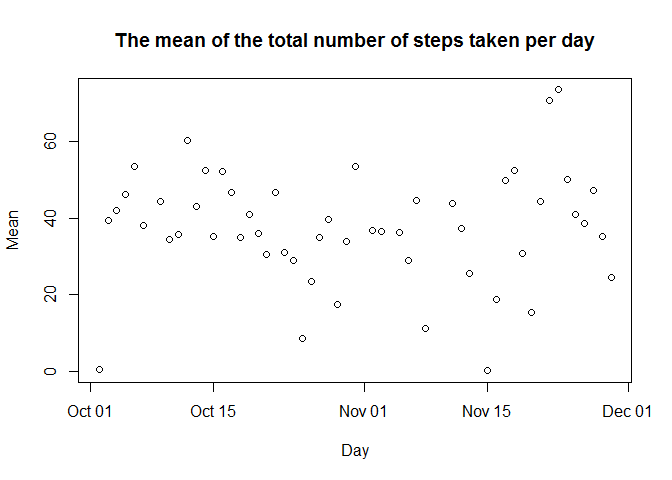 The mean of the total number of steps taken per day
Mean
60
40
20
0
Oct 01 Oct 15 Nov 01 Nov 15 Dec 01
Day